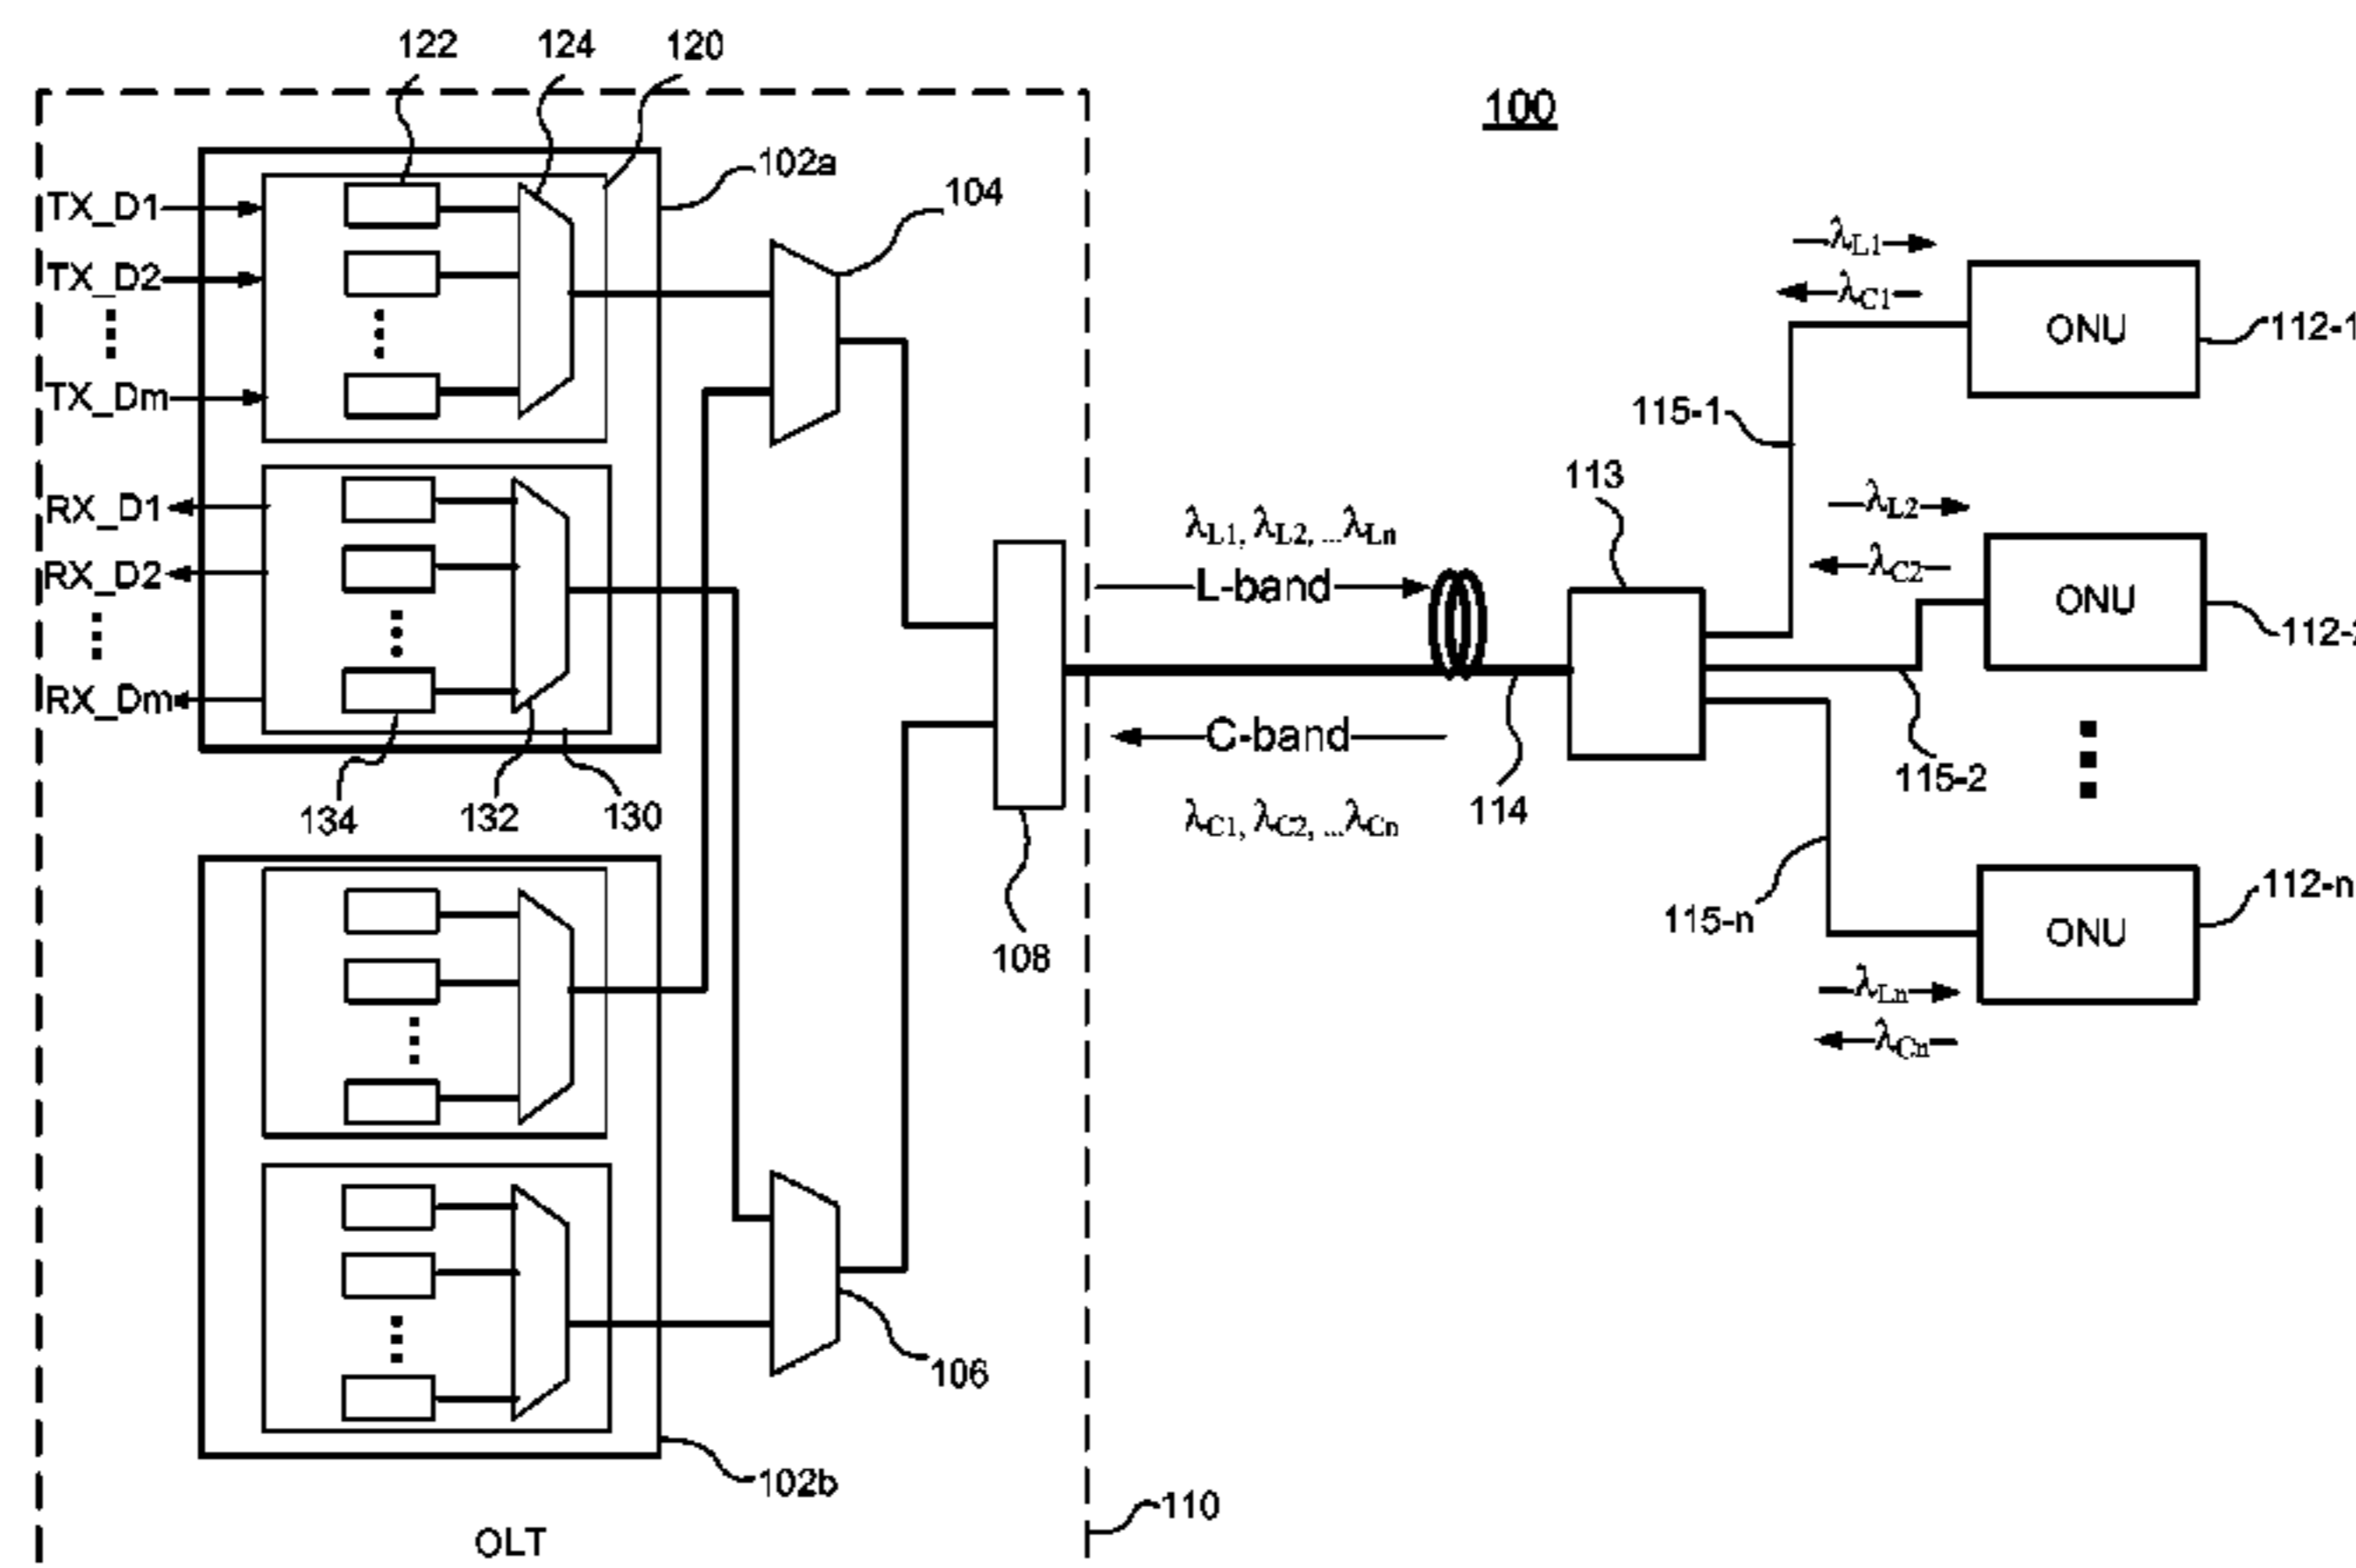 122
124
120
100
102a
104
TX_D1
TX_D2
TX_Dm
λL1
λC1
ONU
112-1
115-1
113
RX_D1
RX_D2
RX_Dm
λL1, λL2, ...λLn
L-band
λL2
λC2
ONU
112-2
C-band
λC1, λC2, ...λCn
114
115-2
134
132
130
108
115-n
ONU
112-n
λLn
λCn
106
102b
110
OLT